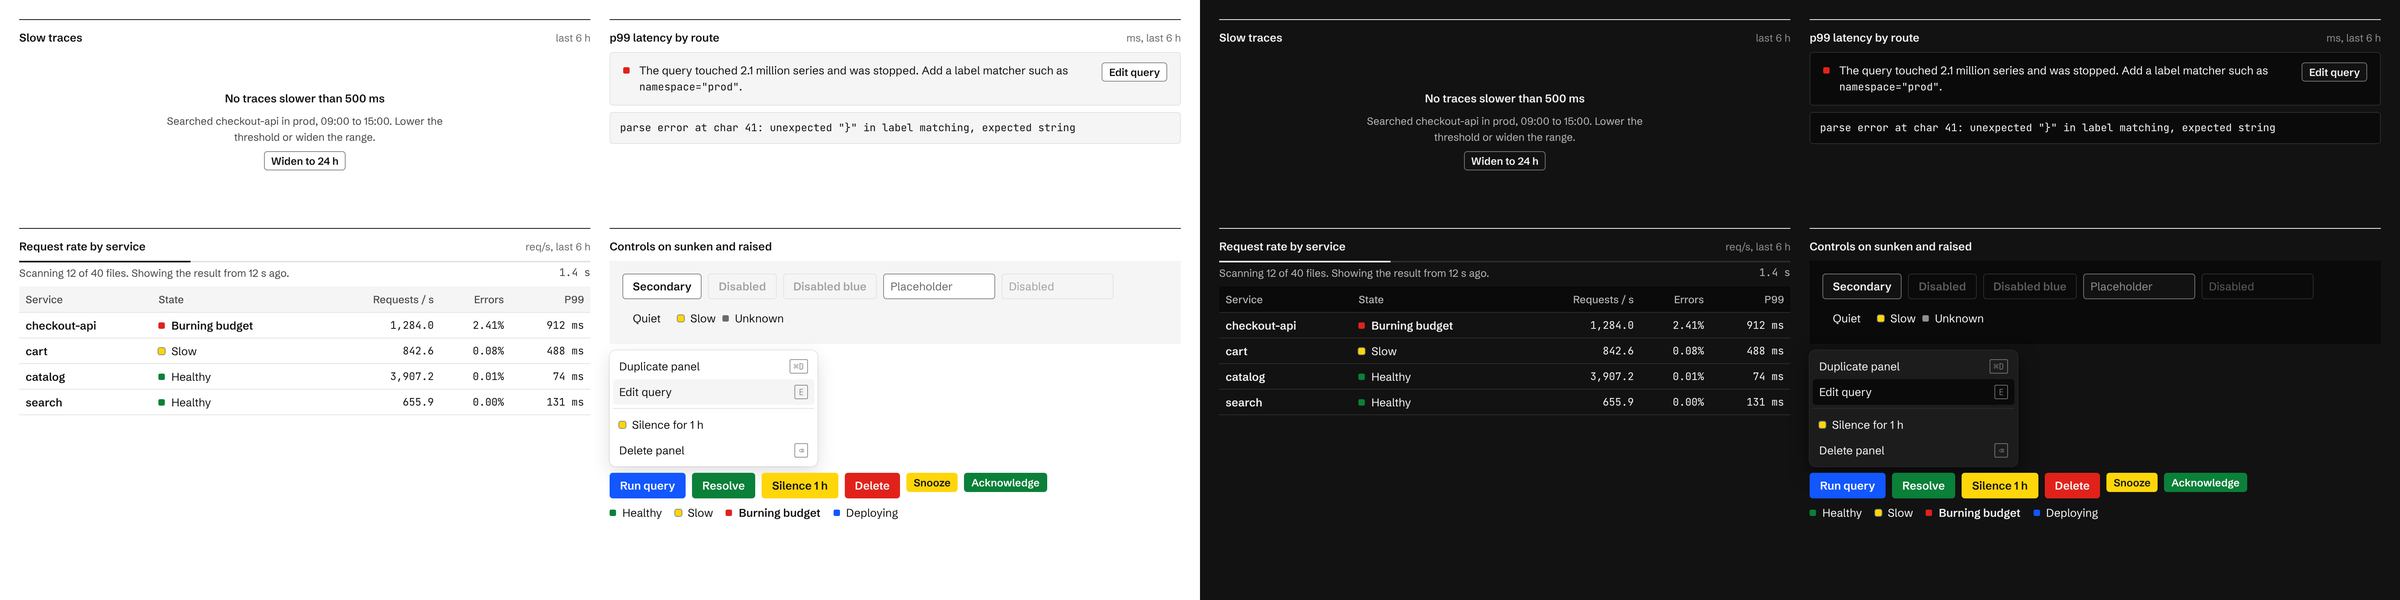 Slow traces
last 6 h
No traces slower than 500 ms
Searched checkout-api in prod, 09:00 to 15:00. Lower the
threshold or widen the range.
Widen to 24 h
p99 latency by route
ms, last 6 h
The query touched 2.1 million series and was stopped. Add a label matcher such as
namespace="prod".
Edit query
parse error at char 41: unexpected "}" in label matching, expected string
Request rate by service
req/s, last 6 h
Scanning 12 of 40 files. Showing the result from 12 s ago.
1.4 s
Service State Requests / s Errors P99
checkout-api Burning budget 1,284.0 2.41% 912 ms
cart Slow 842.6 0.08% 488 ms
catalog Healthy 3,907.2 0.01% 74 ms
search Healthy 655.9 0.00% 131 ms
Controls on sunken and raised
Secondary Disabled Disabled blue Placeholder Disabled
Quiet Slow Unknown
Duplicate panel ⌘D
Edit query E
Silence for 1 h
Delete panel ⌫
Run query Resolve Silence 1 h Delete Snooze Acknowledge
Healthy Slow Burning budget Deploying
Slow traces
last 6 h
No traces slower than 500 ms
Searched checkout-api in prod, 09:00 to 15:00. Lower the
threshold or widen the range.
Widen to 24 h
p99 latency by route
ms, last 6 h
The query touched 2.1 million series and was stopped. Add a label matcher such as
namespace="prod".
Edit query
parse error at char 41: unexpected "}" in label matching, expected string
Request rate by service
req/s, last 6 h
Scanning 12 of 40 files. Showing the result from 12 s ago.
1.4 s
Service State Requests / s Errors P99
checkout-api Burning budget 1,284.0 2.41% 912 ms
cart Slow 842.6 0.08% 488 ms
catalog Healthy 3,907.2 0.01% 74 ms
search Healthy 655.9 0.00% 131 ms
Controls on sunken and raised
Secondary Disabled Disabled blue Placeholder Disabled
Quiet Slow Unknown
Duplicate panel ⌘D
Edit query E
Silence for 1 h
Delete panel ⌫
Run query Resolve Silence 1 h Delete Snooze Acknowledge
Healthy Slow Burning budget Deploying